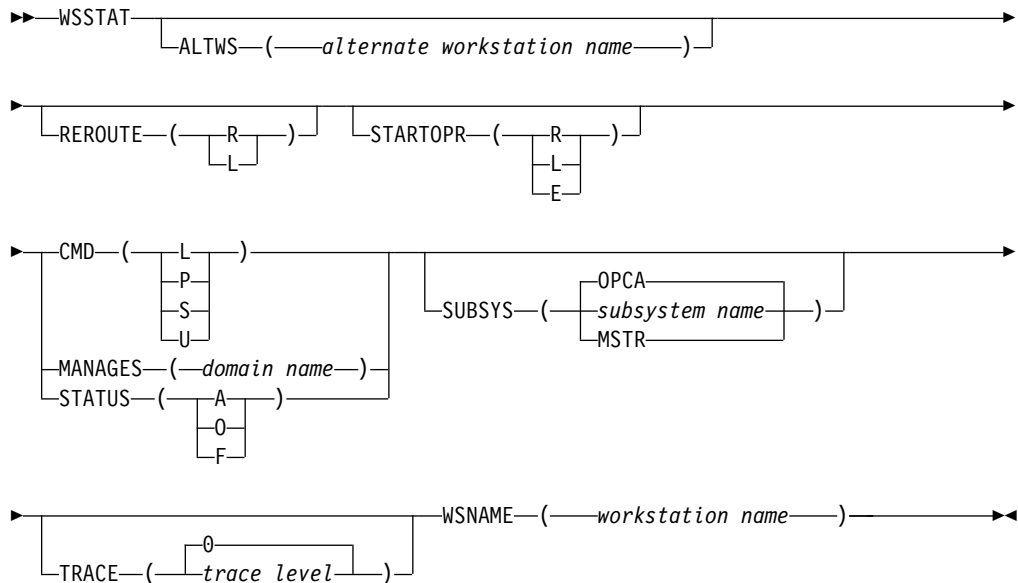 WSSTAT
ALTWS ( alternate workstation name )
REROUTE ( R ) STARTOPR ( R )
L L
E
CMD ( L )
P OPCA
S SUBSYS ( subsystem name )
U MSTR
MANAGES ( domain name )
STATUS ( A )
O
F
WSNAME ( workstation name )
0
TRACE ( trace level )